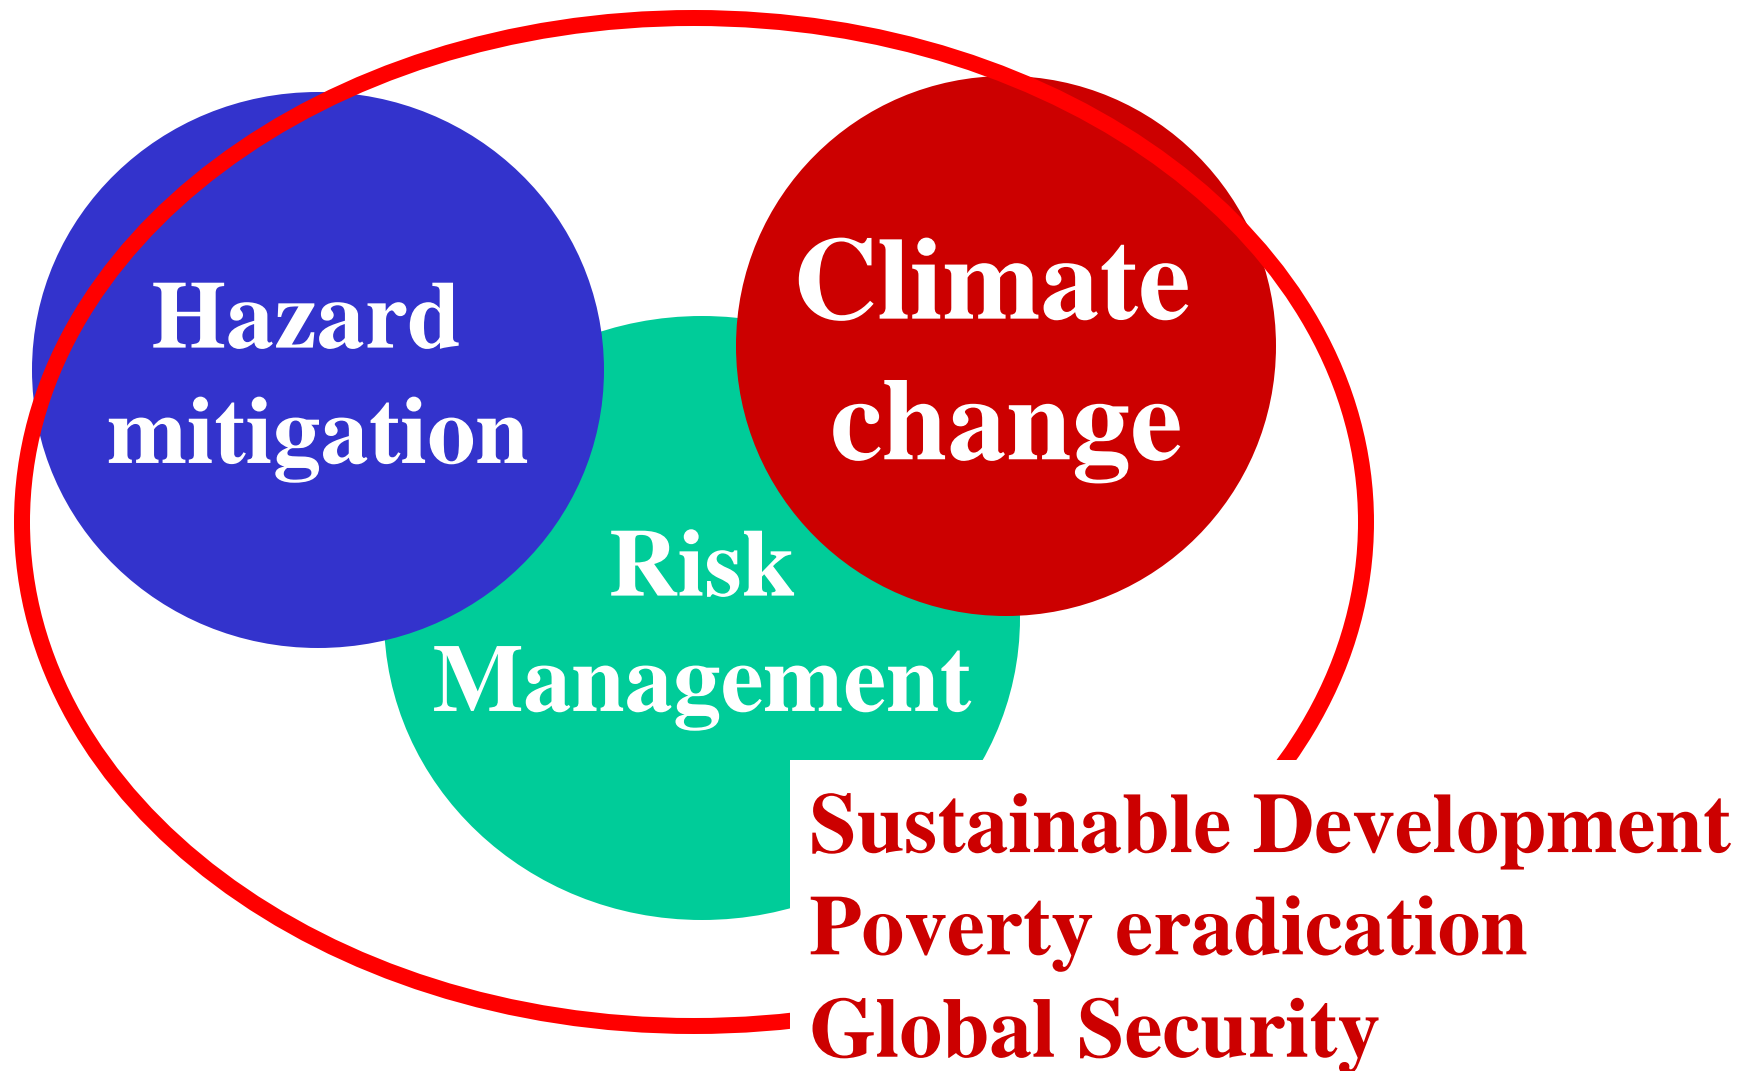 Hazard
mitigation
Climate
change
Risk
Management
Sustainable Development
Poverty eradication
Global Security